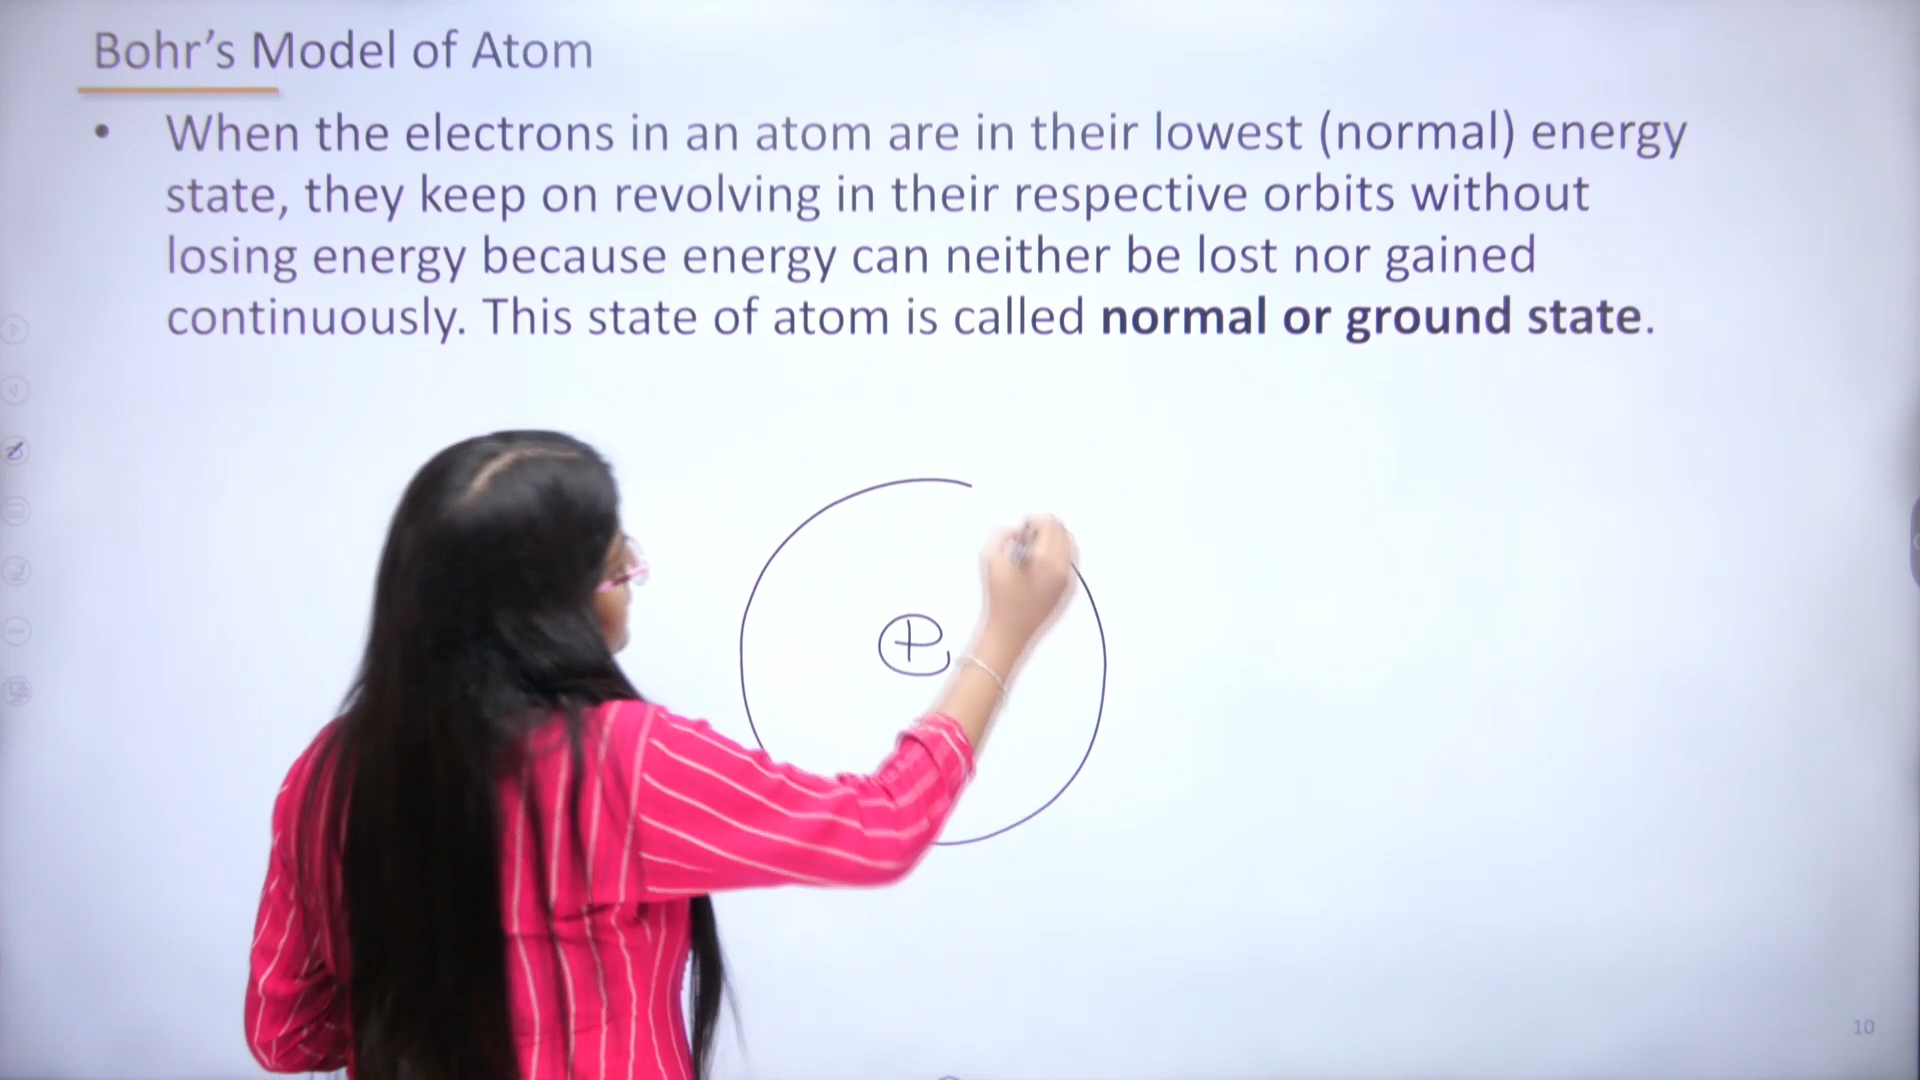 Bohr’s Model of Atom
• When the electrons in an atom are in their lowest (normal) energy
state, they keep on revolving in their respective orbits without
losing energy because energy can neither be lost nor gained
continuously. This state of atom is called normal or ground state.
+
10